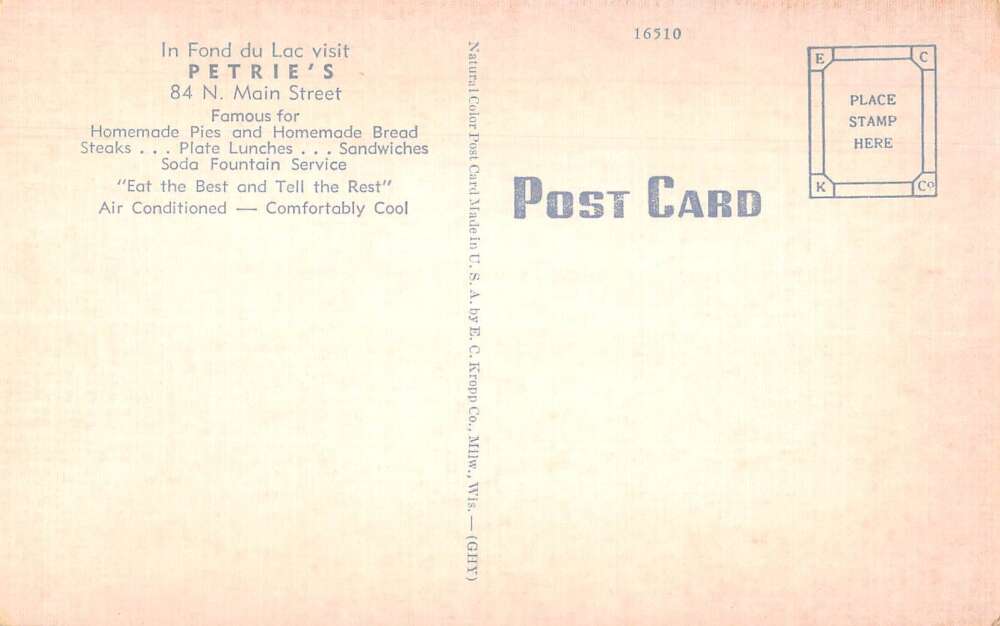 In Fond du Lac visit
PETRIE'S
84 N. Main Street
Famous for
Homemade Pies and Homemade Bread
Steaks . . . Plate Lunches . . . Sandwiches
Soda Fountain Service
"Eat the Best and Tell the Rest"
Air Conditioned — Comfortably Cool
Natural Color Post Card Made in U. S. A. by E. C. Kropp Co., Milw., Wis. — (GHY)
16510
POST CARD
E C
PLACE
STAMP
HERE
K Co